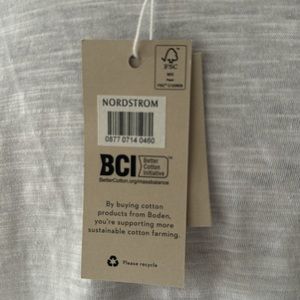 FSC
NORDSTROM
0877 0714 0460
BCI
Better
Cotton
Initiative
BetterCotton.org/massbalance
By buying cotton
products from Boden,
you're supporting more
sustainable cotton farming.
Please recycle